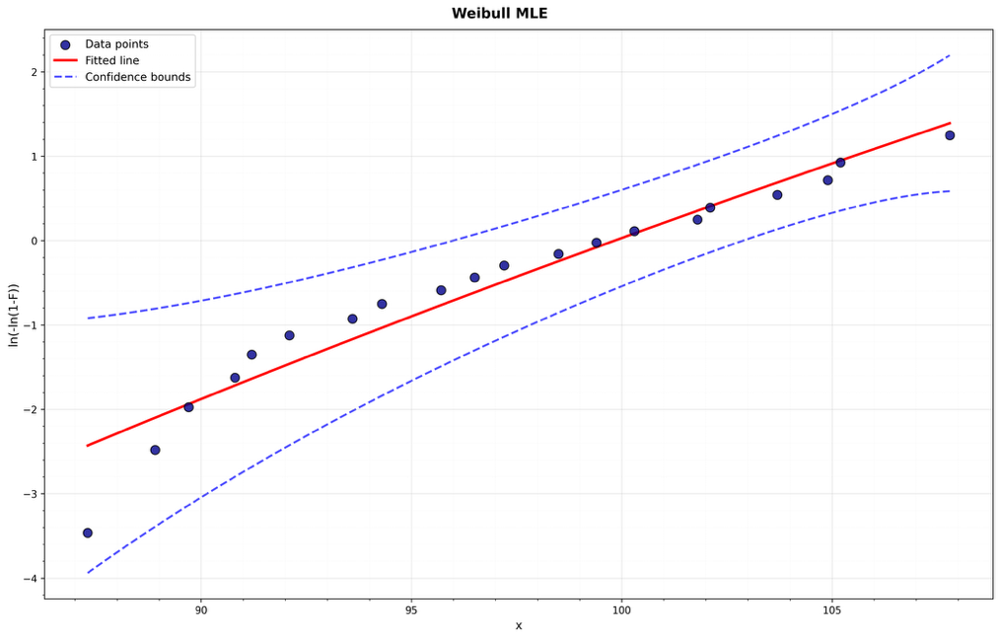 Weibull MLE
Data points
Fitted line
Confidence bounds
ln(-ln(1-F))
2
1
0
−1
−2
−3
−4
90
95
100
105
x